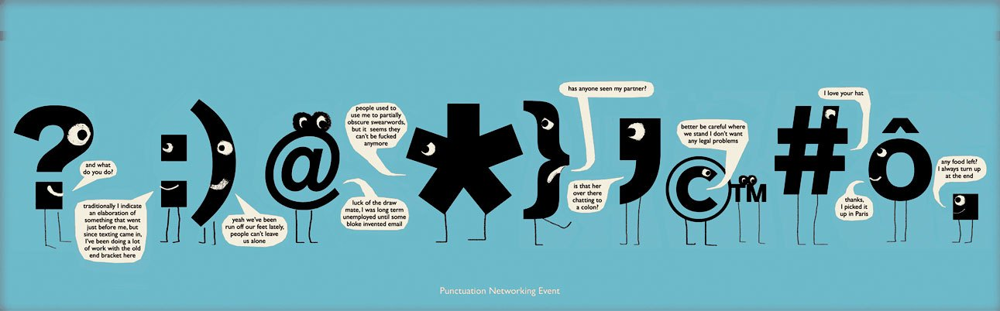 and what
do you do?
traditionally I indicate
an elaboration of
something that went
just before me, but
since texting came in,
I've been doing a lot
of work with the old
end bracket here
yeah we've been
run off our feet lately,
people can't leave
us alone
people used to
use me to partially
obscure swearwords,
but it seems they
can't be fucked
anymore
luck of the draw
mate, I was long term
unemployed until some
bloke invented email
has anyone seen my partner?
is that her
over there
chatting to
a colon?
better be careful where
we stand I don't want
any legal problems
I love your hat
thanks,
I picked it
up in Paris
any food left?
I always turn up
at the end
? : ) @ * } , © TM # ô .
Punctuation Networking Event